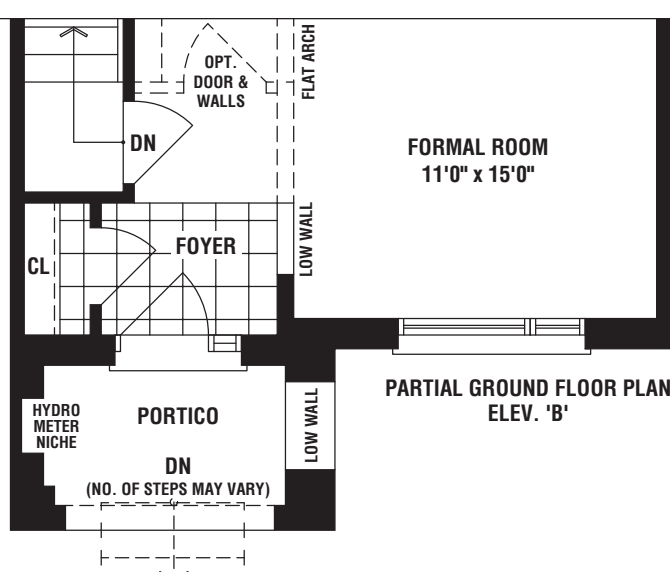 OPT.
DOOR &
WALLS
FLAT ARCH
DN
FORMAL ROOM
11'0" x 15'0"
LOW WALL
FOYER
CL
PARTIAL GROUND FLOOR PLAN
ELEV. 'B'
HYDRO
METER
NICHE
PORTICO
LOW WALL
DN
(NO. OF STEPS MAY VARY)